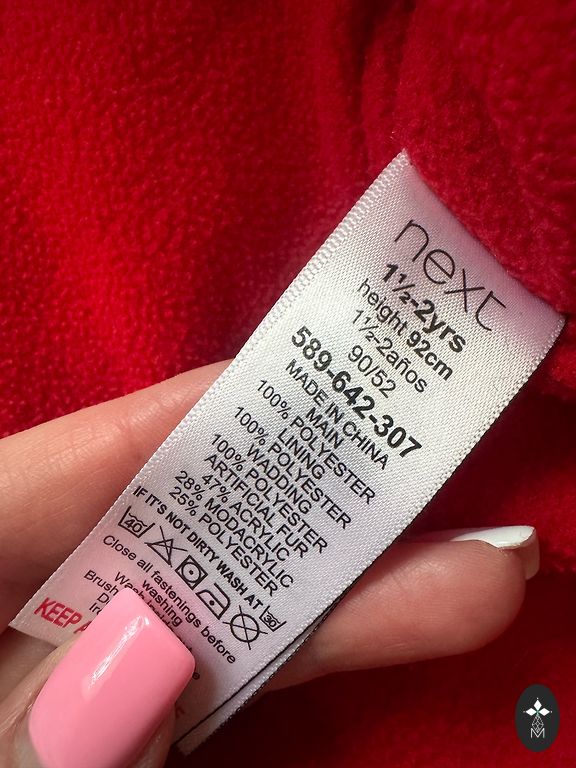 next
1½-2yrs
height 92cm
1½-2años
90/52
589-642-307
MADE IN CHINA
MAIN
100% POLYESTER
LINING
100% POLYESTER
WADDING
100% POLYESTER
ARTIFICIAL FUR
47% ACRYLIC
28% MODACRYLIC
25% POLYESTER
IF IT'S NOT DIRTY WASH AT 30
40
Close all fastenings before
washing
Brush
KEEP
M